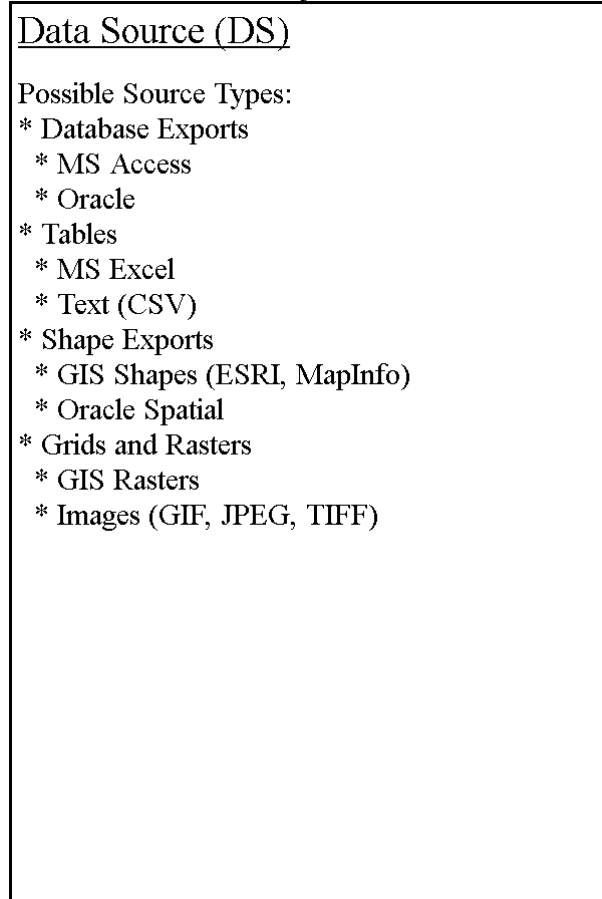 Data Source (DS)
Possible Source Types:
* Database Exports
* MS Access
* Oracle
* Tables
* MS Excel
* Text (CSV)
* Shape Exports
* GIS Shapes (ESRI, MapInfo)
* Oracle Spatial
* Grids and Rasters
* GIS Rasters
* Images (GIF, JPEG, TIFF)